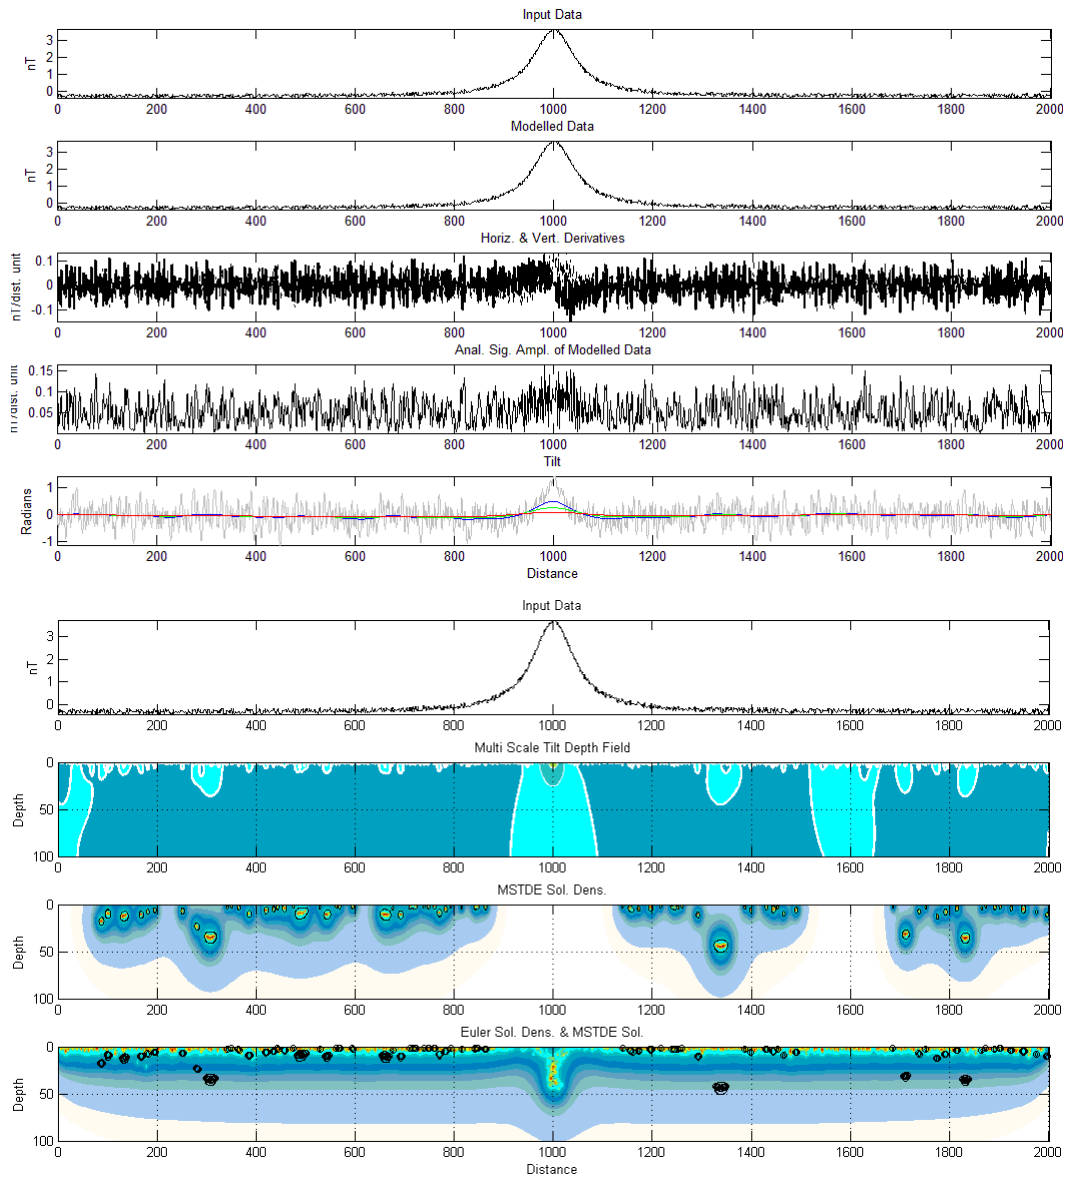 Input Data
nT
3
2
1
0
0 200 400 600 800 1000 1200 1400 1600 1800 2000
Modelled Data
nT
3
2
1
0
0 200 400 600 800 1000 1200 1400 1600 1800 2000
Horiz. & Vert. Derivatives
nT/dist. unit
0.1
0
-0.1
0 200 400 600 800 1000 1200 1400 1600 1800 2000
Anal. Sig. Ampl. of Modelled Data
nT/dist. unit
0.15
0.1
0.05
0 200 400 600 800 1000 1200 1400 1600 1800 2000
Tilt
Radians
1
0
-1
0 200 400 600 800 1000 1200 1400 1600 1800 2000
Distance
Input Data
nT
3
2
1
0
0 200 400 600 800 1000 1200 1400 1600 1800 2000
Multi Scale Tilt Depth Field
Depth
0
50
100
0 200 400 600 800 1000 1200 1400 1600 1800 2000
MSTDE Sol. Dens.
Depth
0
50
100
0 200 400 600 800 1000 1200 1400 1600 1800 2000
Euler Sol. Dens. & MSTDE Sol.
Depth
0
50
100
0 200 400 600 800 1000 1200 1400 1600 1800 2000
Distance